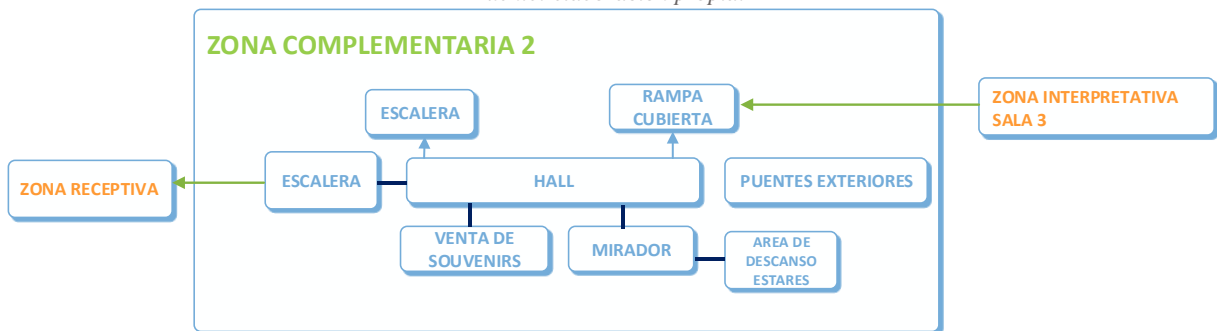 ZONA COMPLEMENTARIA 2
ESCALERA
RAMPA
CUBIERTA
ZONA INTERPRETATIVA
SALA 3
ZONA RECEPTIVA
ESCALERA
HALL
PUENTES EXTERIORES
VENTA DE
SOUVENIRS
MIRADOR
AREA DE
DESCANSO
ESTARES